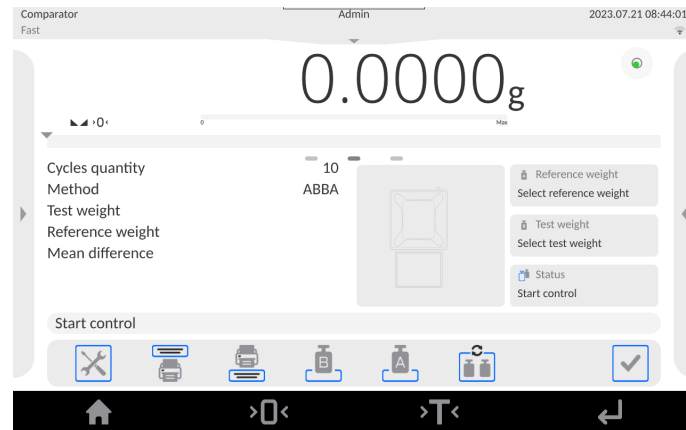 Comparator
Admin
2023.07.21 08:44:01
Fast
0.0000g
>0<
0
Max
Cycles quantity 10
Method ABBA
Test weight
Reference weight
Mean difference
Reference weight
Select reference weight
Test weight
Select test weight
Status
Start control
Start control
B
A
>0<
>T<